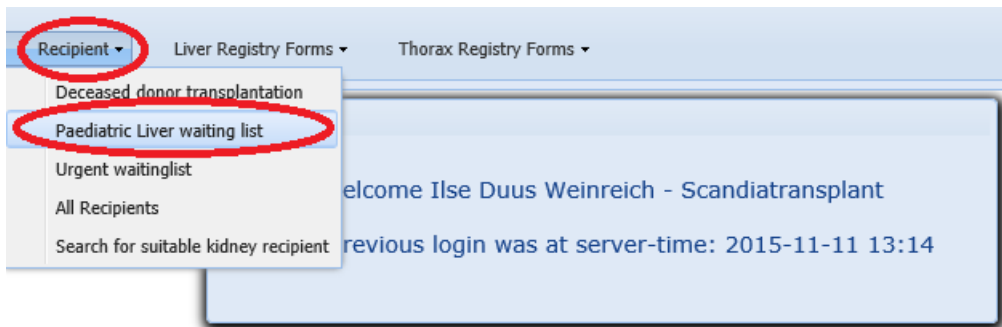 Recipient Liver Registry Forms Thorax Registry Forms
Deceased donor transplantation
Paediatric Liver waiting list
Urgent waitinglist
All Recipients
Search for suitable kidney recipient
elcome Ilse Duus Weinreich - Scandiatransplant
revious login was at server-time: 2015-11-11 13:14